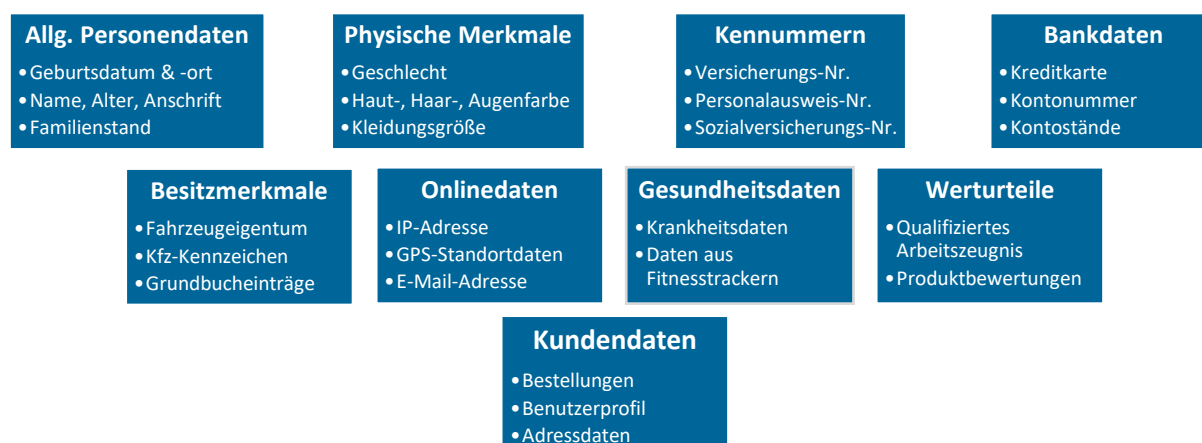 Allg. Personendaten
• Geburtsdatum & -ort
• Name, Alter, Anschrift
• Familienstand
Physische Merkmale
• Geschlecht
• Haut-, Haar-, Augenfarbe
• Kleidungsgröße
Kennummern
• Versicherungs-Nr.
• Personalausweis-Nr.
• Sozialversicherungs-Nr.
Bankdaten
• Kreditkarte
• Kontonummer
• Kontostände
Besitzmerkmale
• Fahrzeugeigentum
• Kfz-Kennzeichen
• Grundbucheinträge
Onlinedaten
• IP-Adresse
• GPS-Standortdaten
• E-Mail-Adresse
Gesundheitsdaten
• Krankheitsdaten
• Daten aus
Fitnesstrackern
Werturteile
• Qualifiziertes
Arbeitszeugnis
• Produktbewertungen
Kundendaten
• Bestellungen
• Benutzerprofil
• Adressdaten